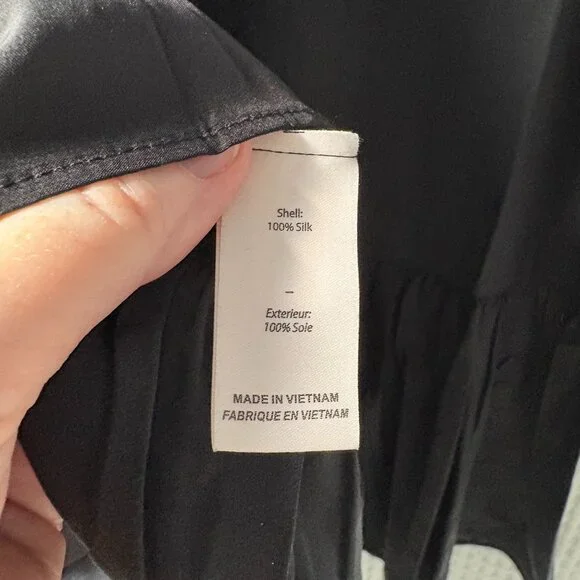 Shell:
100% Silk
–
Exterieur:
100% Soie
MADE IN VIETNAM
FABRIQUE EN VIETNAM